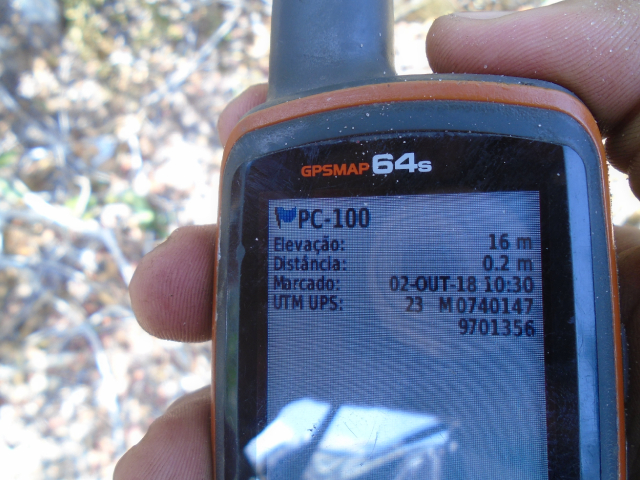 GPSMAP 64s
PC-100
Elevação: 16 m
Distância: 0.2 m
Marcado: 02-OUT-18 10:30
UTM UPS: 23 M 0740147
9701356